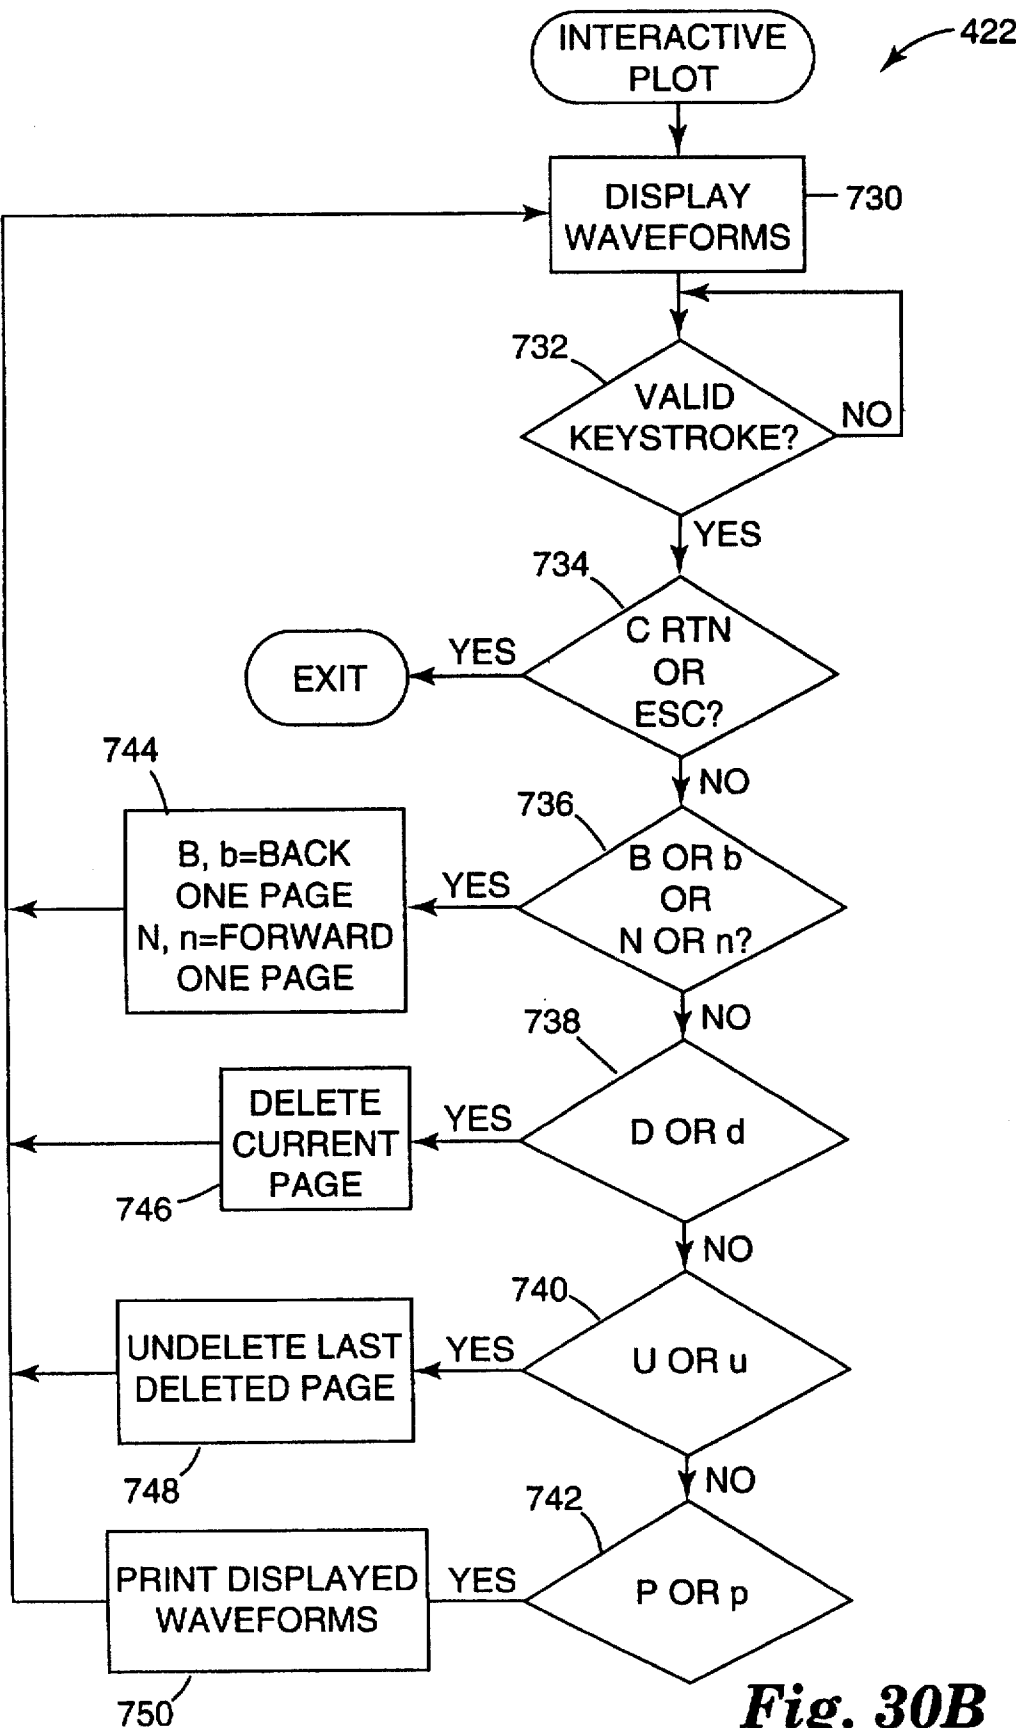 INTERACTIVE
PLOT
422
DISPLAY
WAVEFORMS
730
732
VALID
KEYSTROKE?
NO
YES
734
C RTN
OR
ESC?
YES
EXIT
NO
744
736
B, b=BACK
ONE PAGE
N, n=FORWARD
ONE PAGE
YES
B OR b
OR
N OR n?
NO
738
DELETE
CURRENT
PAGE
YES
D OR d
746
NO
740
UNDELETE LAST
DELETED PAGE
YES
U OR u
748
NO
742
PRINT DISPLAYED
WAVEFORMS
YES
P OR p
750
Fig. 30B